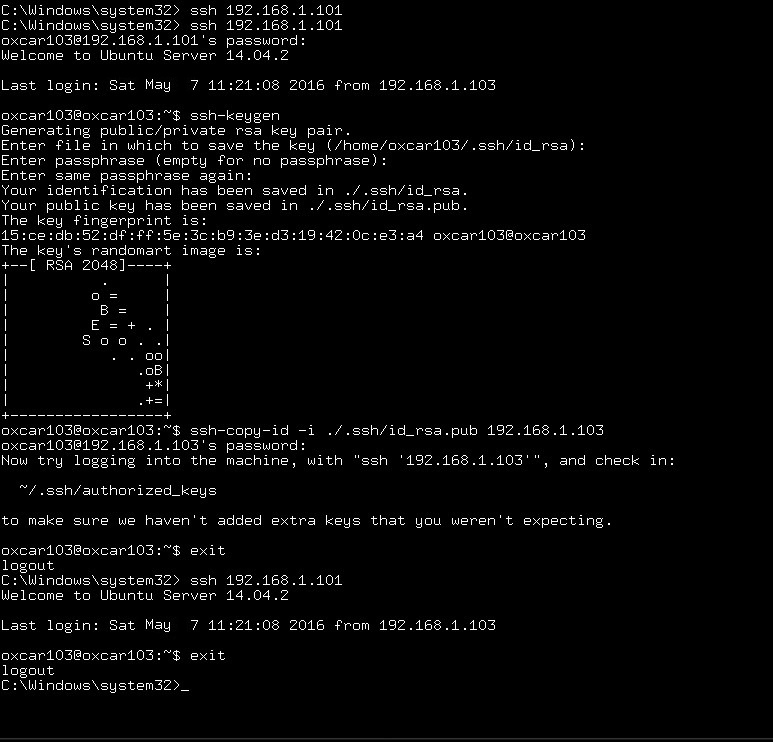 C:\Windows\system32> ssh 192.168.1.101
C:\Windows\system32> ssh 192.168.1.101
oxcar103@192.168.1.101's password:
Welcome to Ubuntu Server 14.04.2
Last login: Sat May  7 11:21:08 2016 from 192.168.1.103
oxcar103@oxcar103:~$ ssh-keygen
Generating public/private rsa key pair.
Enter file in which to save the key (/home/oxcar103/.ssh/id_rsa):
Enter passphrase (empty for no passphrase):
Enter same passphrase again:
Your identification has been saved in ./.ssh/id_rsa.
Your public key has been saved in ./.ssh/id_rsa.pub.
The key fingerprint is:
15:ce:db:52:df:ff:5e:3c:b9:3e:d3:19:42:0c:e3:a4 oxcar103@oxcar103
The key's randomart image is:
+--[ RSA 2048]----+
|          .      |
|         o =     |
|          B =    |
|         E = + . |
|        S o o . .|
|           . . oo|
|              .oB|
|               +*|
|              .+=|
+-----------------+
oxcar103@oxcar103:~$ ssh-copy-id -i ./.ssh/id_rsa.pub 192.168.1.103
oxcar103@192.168.1.103's password:
Now try logging into the machine, with "ssh '192.168.1.103'", and check in:
  ~/.ssh/authorized_keys
to make sure we haven't added extra keys that you weren't expecting.
oxcar103@oxcar103:~$ exit
logout
C:\Windows\system32> ssh 192.168.1.101
Welcome to Ubuntu Server 14.04.2
Last login: Sat May  7 11:21:08 2016 from 192.168.1.103
oxcar103@oxcar103:~$ exit
logout
C:\Windows\system32>_